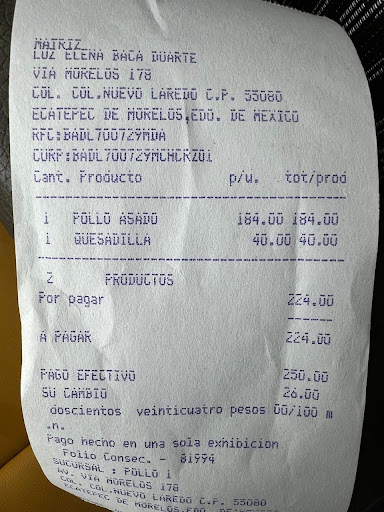 MATRIZ
LUZ ELENA BACA DUARTE
VIA MORELOS 178
COL. COL.NUEVO LAREDO C.P. 55080
ECATEPEC DE MORELOS,EDO. DE MEXICO
RFC:BADL700729MDA
CURP:BADL700729MCHCRZ01
Cant. Producto p/u. tot/prod
1 POLLO ASADO 184.00 184.00
1 QUESADILLA 40.00 40.00
2 PRODUCTOS
Por pagar 224.00
A PAGAR 224.00
PAGO EFECTIVO 250.00
SU CAMBIO 26.00
doscientos veinticuatro pesos 00/100 m
.n.
Pago hecho en una sola exhibicion
Folio Consec. - 81994
SUCURSAL : POLLO 1
AV. VIA MORELOS 178
COL. COL.NUEVO LAREDO C.P. 55080
ECATEPEC DE MORELOS,EDO. DE